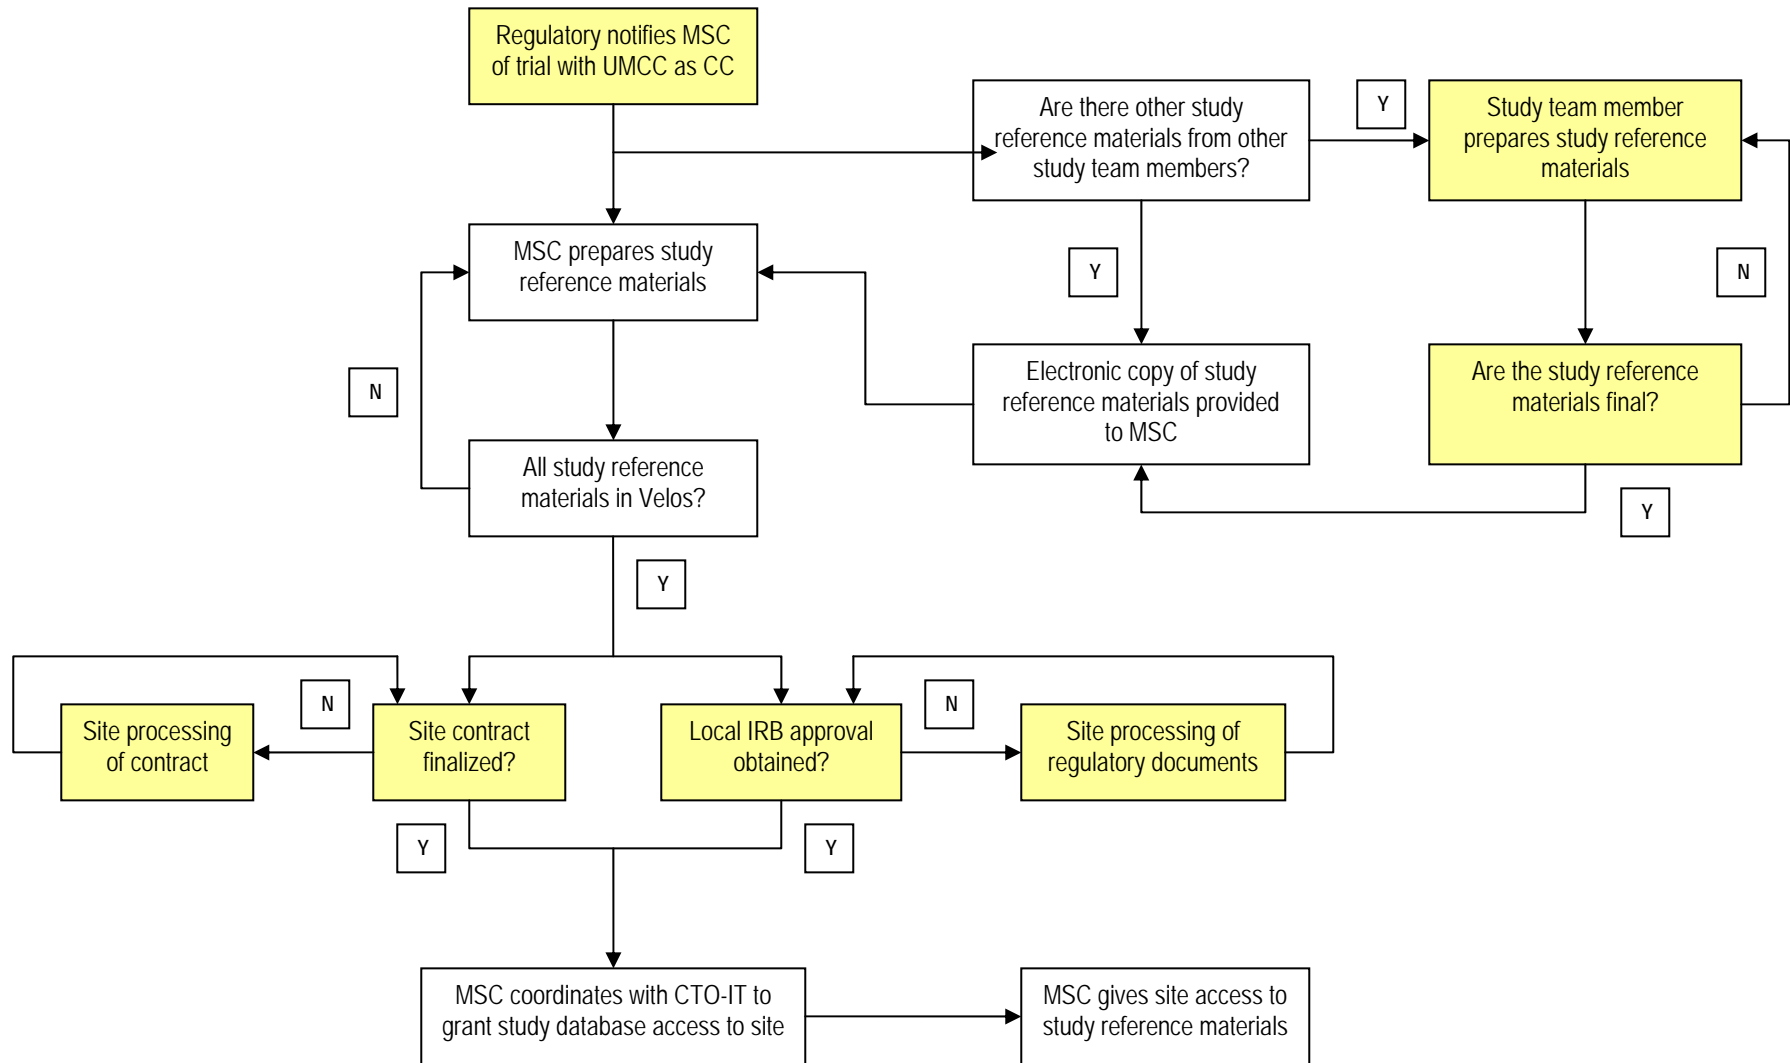 Regulatory notifies MSC
of trial with UMCC as CC
Are there other study
reference materials from other
study team members?
Y
Study team member
prepares study reference
materials
MSC prepares study
reference materials
Y
N
N
Electronic copy of study
reference materials provided
to MSC
Are the study reference
materials final?
All study reference
materials in Velos?
Y
Y
N
N
Site processing
of contract
Site contract
finalized?
Local IRB approval
obtained?
Site processing of
regulatory documents
Y
Y
MSC coordinates with CTO-IT to
grant study database access to site
MSC gives site access to
study reference materials